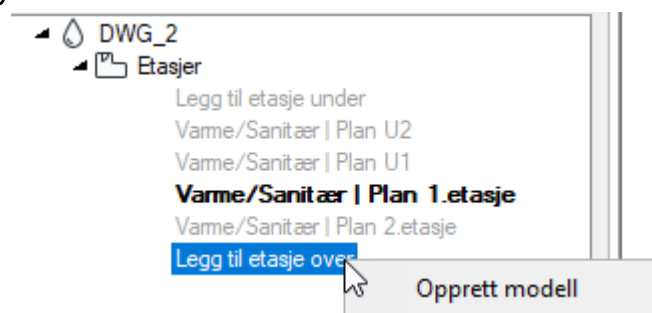 DWG_2
Etasjer
Legg til etasje under
Varme/Sanitær | Plan U2
Varme/Sanitær | Plan U1
Varme/Sanitær | Plan 1.etasje
Varme/Sanitær | Plan 2.etasje
Legg til etasje over
Opprett modell